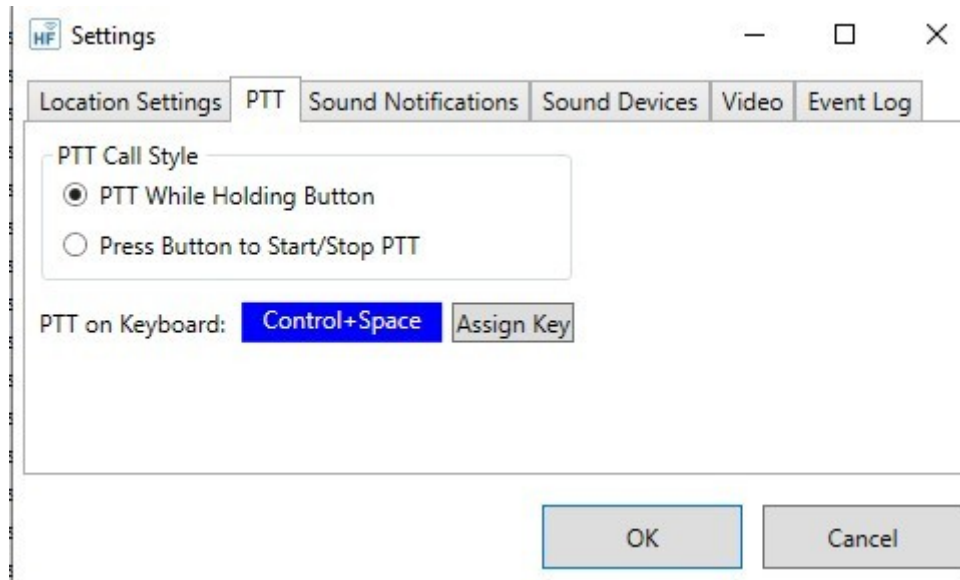 HF Settings
Location Settings PTT Sound Notifications Sound Devices Video Event Log
PTT Call Style
PTT While Holding Button
Press Button to Start/Stop PTT
PTT on Keyboard: Control+Space Assign Key
OK Cancel